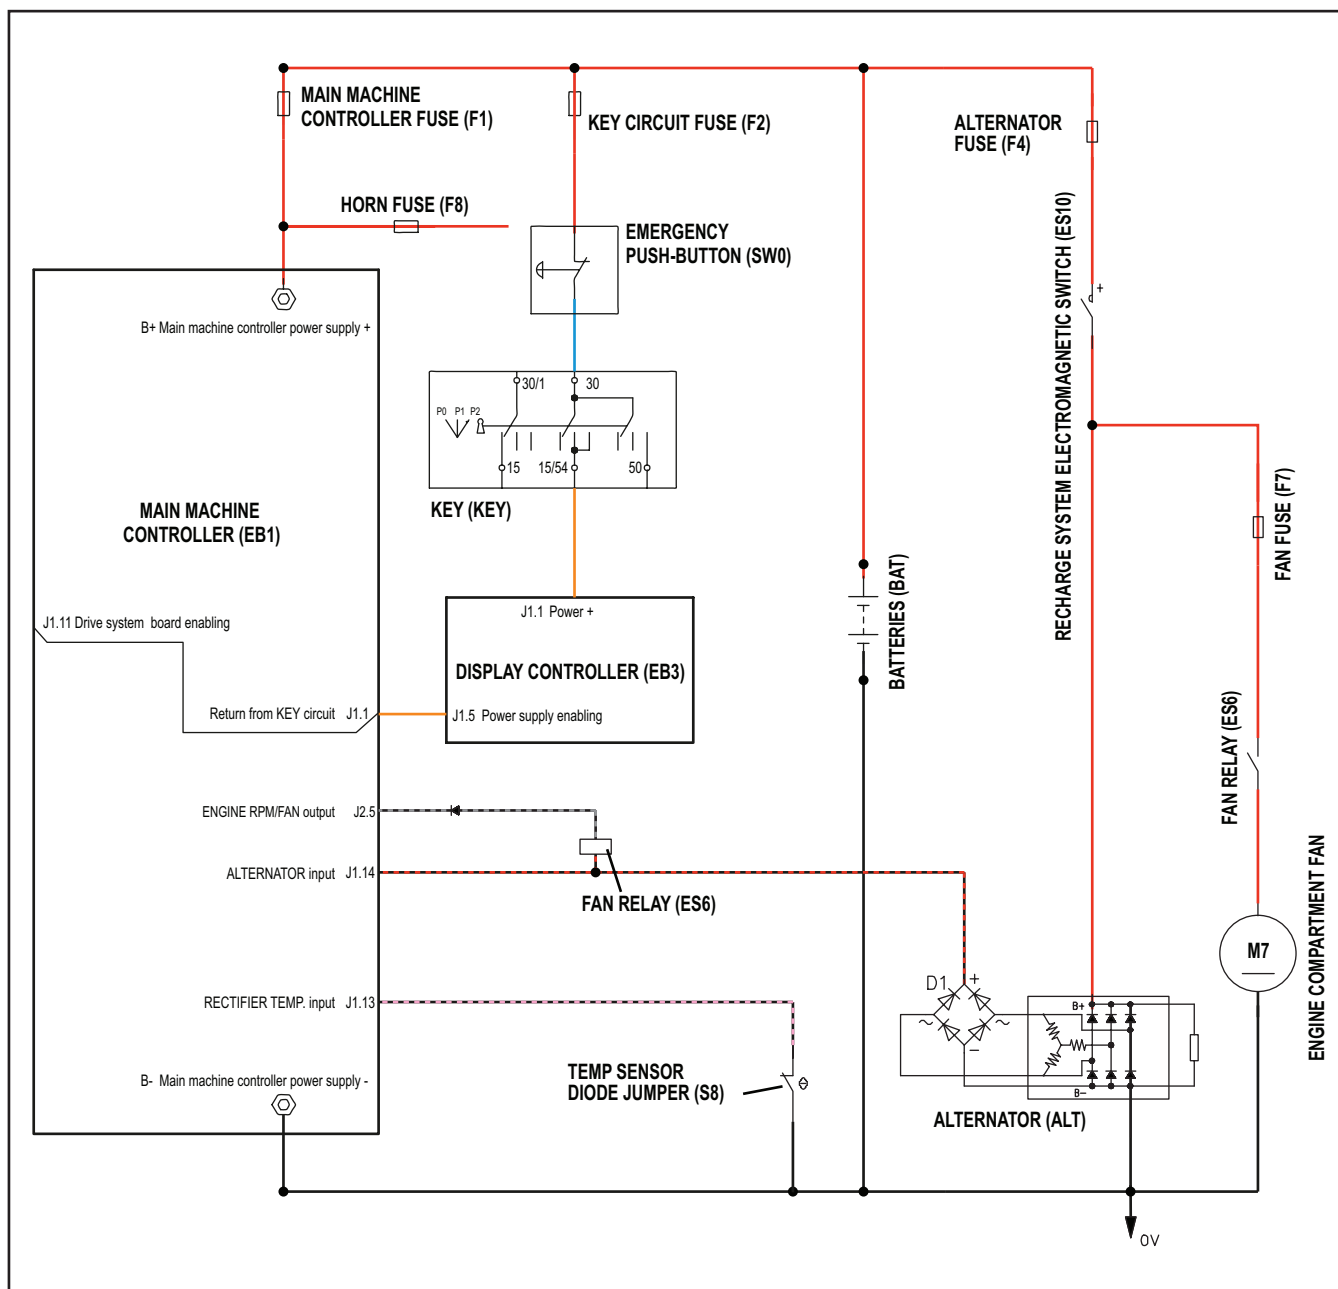 MAIN MACHINE
CONTROLLER FUSE (F1)
KEY CIRCUIT FUSE (F2)
ALTERNATOR
FUSE (F4)
HORN FUSE (F8)
EMERGENCY
PUSH-BUTTON (SW0)
RECHARGE SYSTEM ELECTROMAGNETIC SWITCH (ES10)
+
B+ Main machine controller power supply +
30/1
30
P0 P1 P2
15
15/54
50
KEY (KEY)
MAIN MACHINE
CONTROLLER (EB1)
FAN FUSE (F7)
BATTERIES (BAT)
J1.1 Power +
J1.11 Drive system board enabling
DISPLAY CONTROLLER (EB3)
Return from KEY circuit J1.1
J1.5 Power supply enabling
FAN RELAY (ES6)
ENGINE RPM/FAN output J2.5
ALTERNATOR input J1.14
FAN RELAY (ES6)
M7
ENGINE COMPARTMENT FAN
D1
+
RECTIFIER TEMP. input J1.13
B+
~
~
-
TEMP SENSOR
DIODE JUMPER (S8)
B- Main machine controller power supply -
B-
ALTERNATOR (ALT)
0V